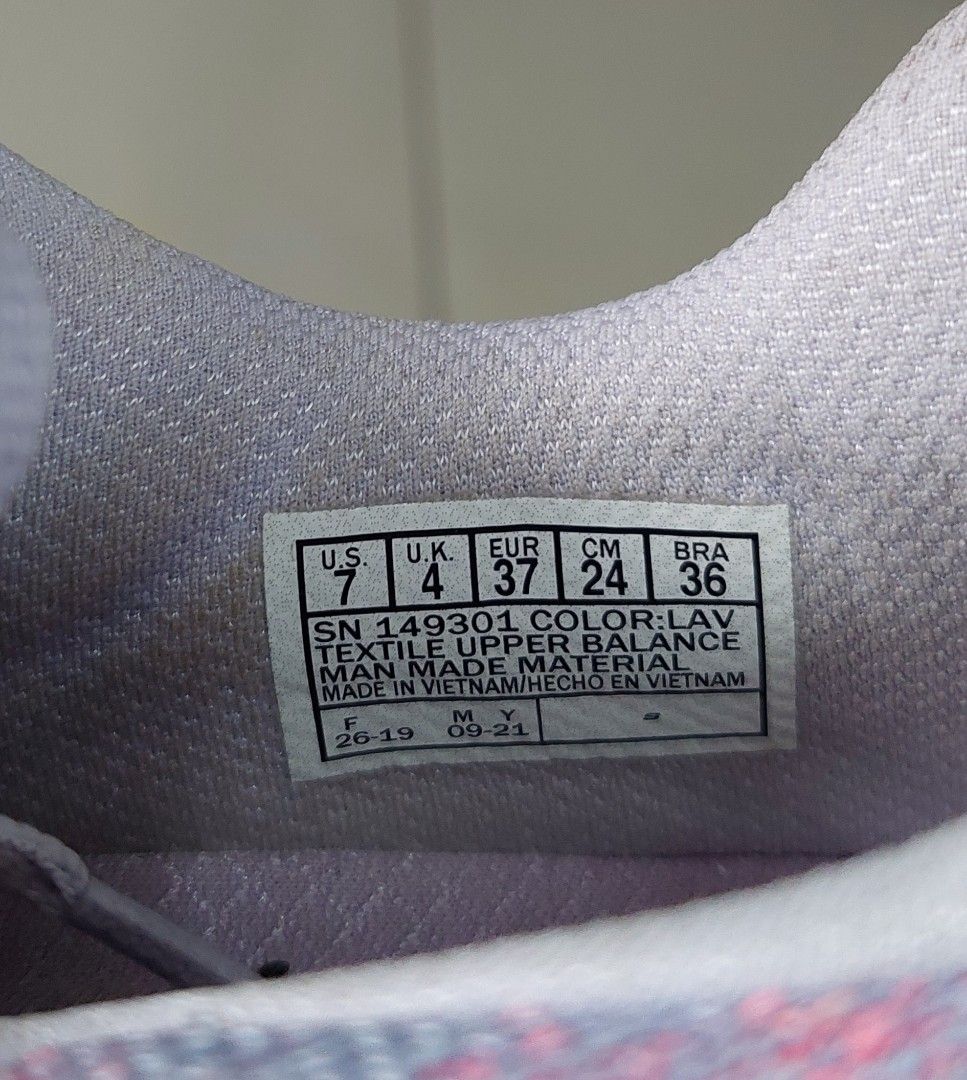 U.S. U.K. EUR CM BRA
7 4 37 24 36
SN 149301 COLOR:LAV
TEXTILE UPPER BALANCE
MAN MADE MATERIAL
MADE IN VIETNAM/HECHO EN VIETNAM
F M Y
26-19 09-21